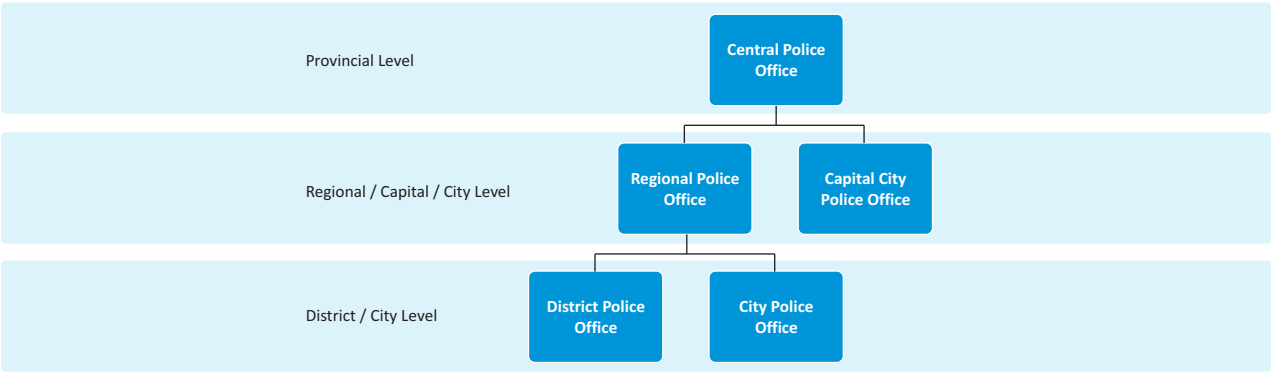 Provincial Level
Central Police
Office
Regional / Capital / City Level
Regional Police
Office
Capital City
Police Office
District / City Level
District Police
Office
City Police
Office